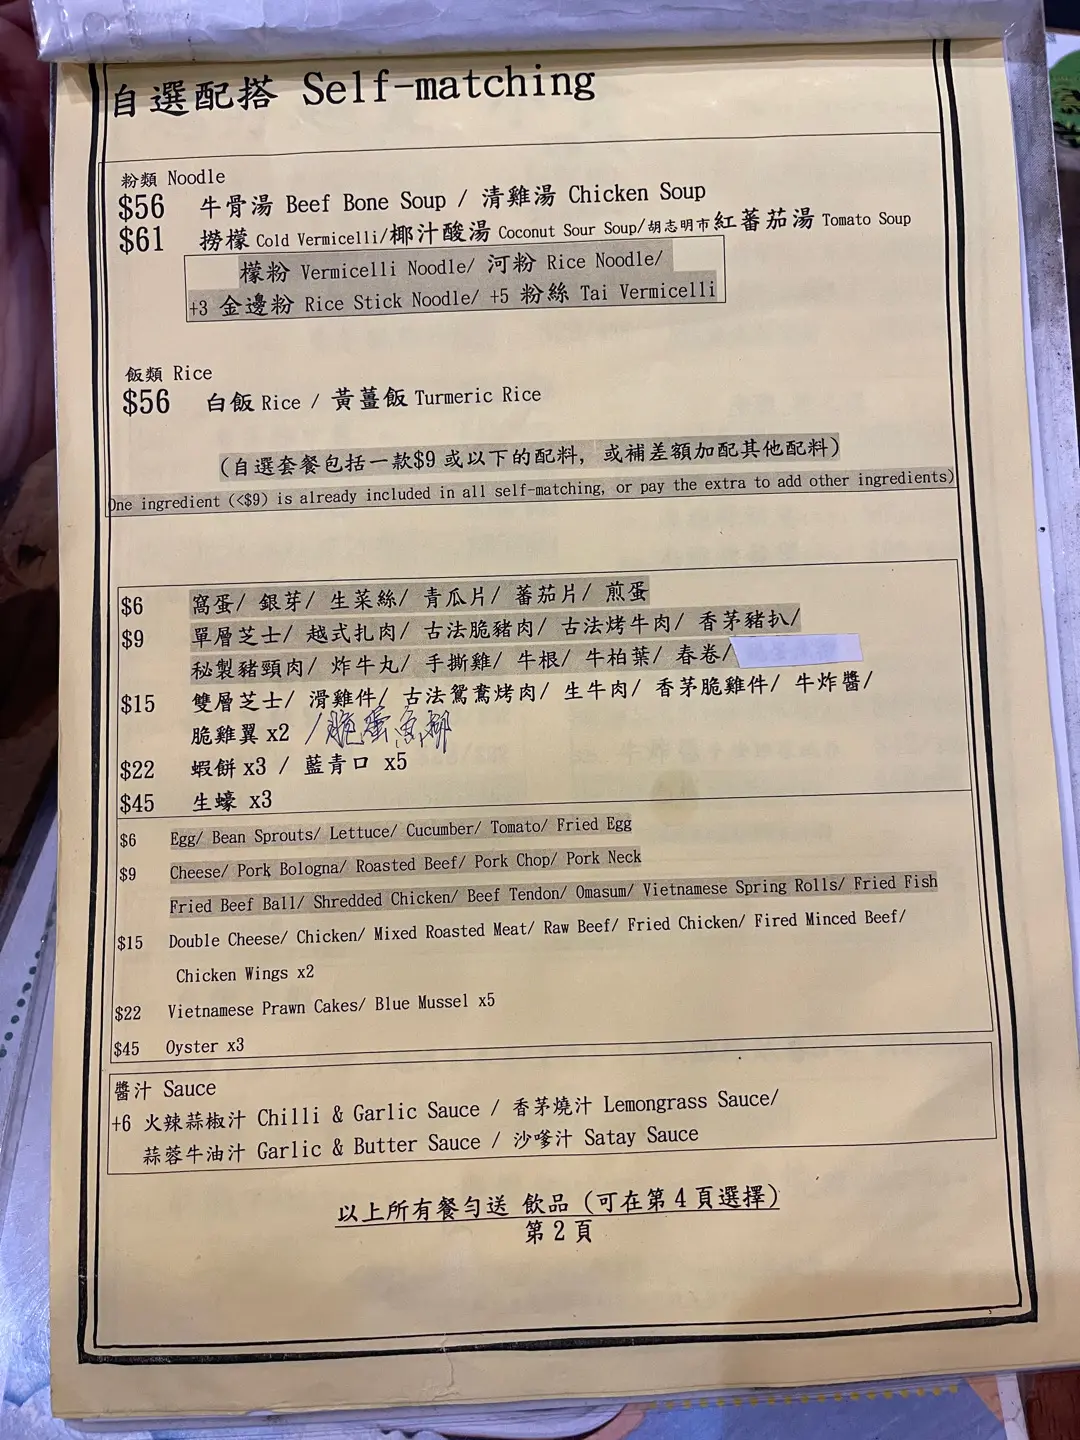 自選配搭 Self-matching
粉類 Noodle
$56 牛骨湯 Beef Bone Soup / 清雞湯 Chicken Soup
$61 撈檬 Cold Vermicelli/椰汁酸湯 Coconut Sour Soup/胡志明市紅蕃茄湯 Tomato Soup
檬粉 Vermicelli Noodle/ 河粉 Rice Noodle/
+3 金邊粉 Rice Stick Noodle/ +5 粉絲 Tai Vermicelli
飯類 Rice
$56 白飯 Rice / 黃薑飯 Turmeric Rice
(自選套餐包括一款$9 或以下的配料, 或補差額加配其他配料)
One ingredient (<$9) is already included in all self-matching, or pay the extra to add other ingredients)
$6 窩蛋/ 銀芽/ 生菜絲/ 青瓜片/ 蕃茄片/ 煎蛋
$9 單層芝士/ 越式扎肉/ 古法脆豬肉/ 古法烤牛肉/ 香茅豬扒/
秘製豬頸肉/ 炸牛丸/ 手撕雞/ 牛根/ 牛柏葉/ 春卷/
$15 雙層芝士/ 滑雞件/ 古法鴛鴦烤肉/ 生牛肉/ 香茅脆雞件/ 牛炸醬/
脆雞翼 x2 /脆蛋魚柳
$22 蝦餅 x3 / 藍青口 x5
$45 生蠔 x3
$6 Egg/ Bean Sprouts/ Lettuce/ Cucumber/ Tomato/ Fried Egg
$9 Cheese/ Pork Bologna/ Roasted Beef/ Pork Chop/ Pork Neck
Fried Beef Ball/ Shredded Chicken/ Beef Tendon/ Omasum/ Vietnamese Spring Rolls/ Fried Fish
$15 Double Cheese/ Chicken/ Mixed Roasted Meat/ Raw Beef/ Fried Chicken/ Fired Minced Beef/
Chicken Wings x2
$22 Vietnamese Prawn Cakes/ Blue Mussel x5
$45 Oyster x3
醬汁 Sauce
+6 火辣蒜椒汁 Chilli & Garlic Sauce / 香茅燒汁 Lemongrass Sauce/
蒜蓉牛油汁 Garlic & Butter Sauce / 沙嗲汁 Satay Sauce
以上所有餐勻送 飲品 (可在第 4 頁選擇)
第 2 頁